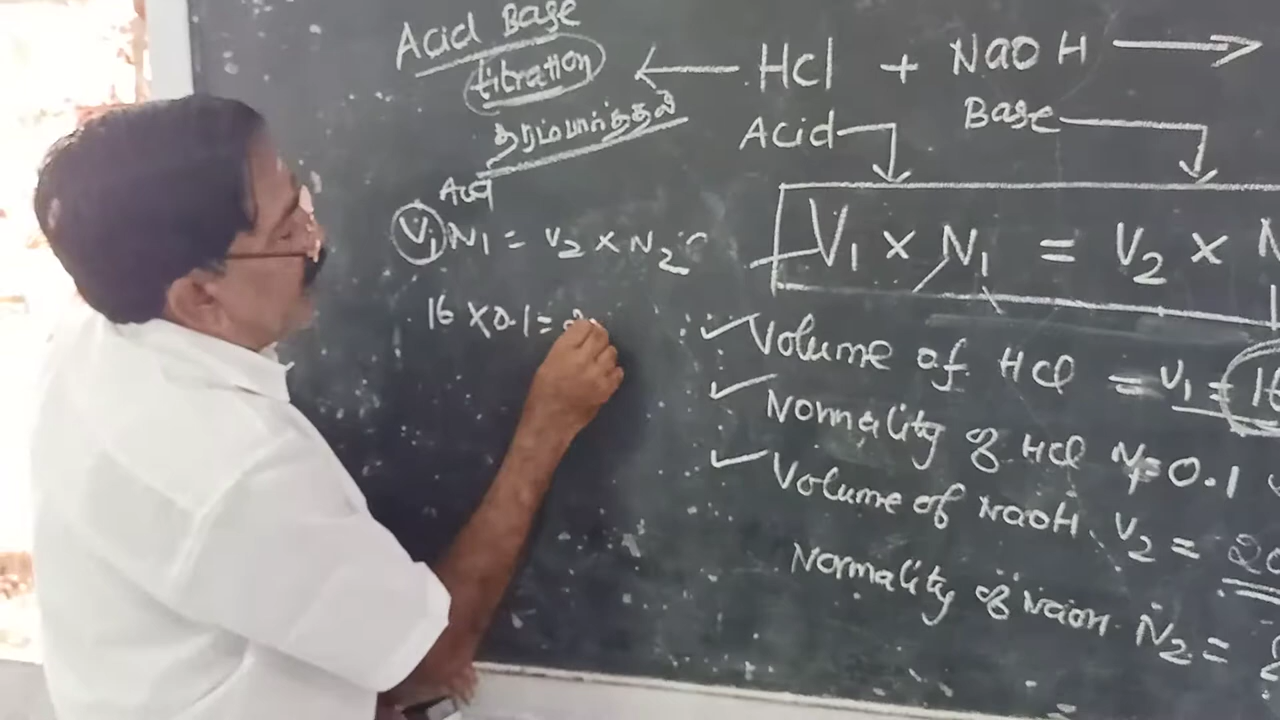 Acid Base
titration
தரம்பார்த்தல்
← HCl + NaOH →
Acid Base
Acid
V₁ N₁ = V₂ × N₂
16 × 0.1 =
V₁ × N₁ = V₂ × N
Volume of HCl = V₁ = 16
Normality of HCl N₁ = 0.1
Volume of NaOH V₂ = 20
Normality of NaOH N₂ =